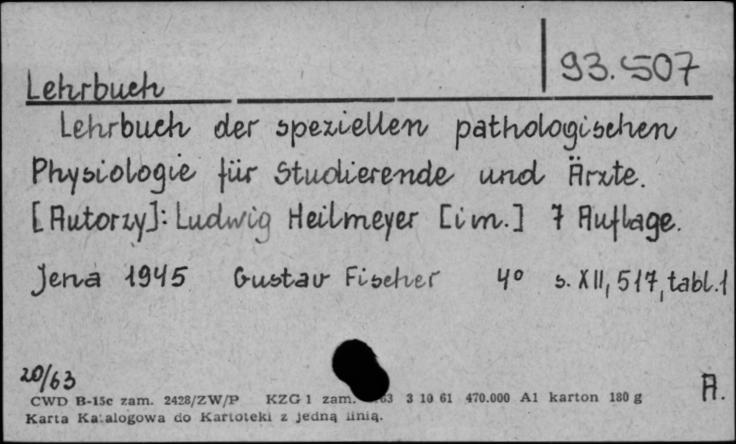 93.507
Lehrbuch
Lehrbuch der speziellen pathologischen
Physiologie für Studierende und Ärzte.
[Autorzy]: Ludwig Heilmeyer [i in.] 7 Auflage.
Jena 1945 Gustav Fischer 4° s. XII, 517, tabl. 1
20/63
A.
CWD B-15c zam. 2428/ZW/P KZG 1 zam. 63 3 10 61 470.000 A1 karton 180 g
Karta Katalogowa do Kartoteki z jedną linią.